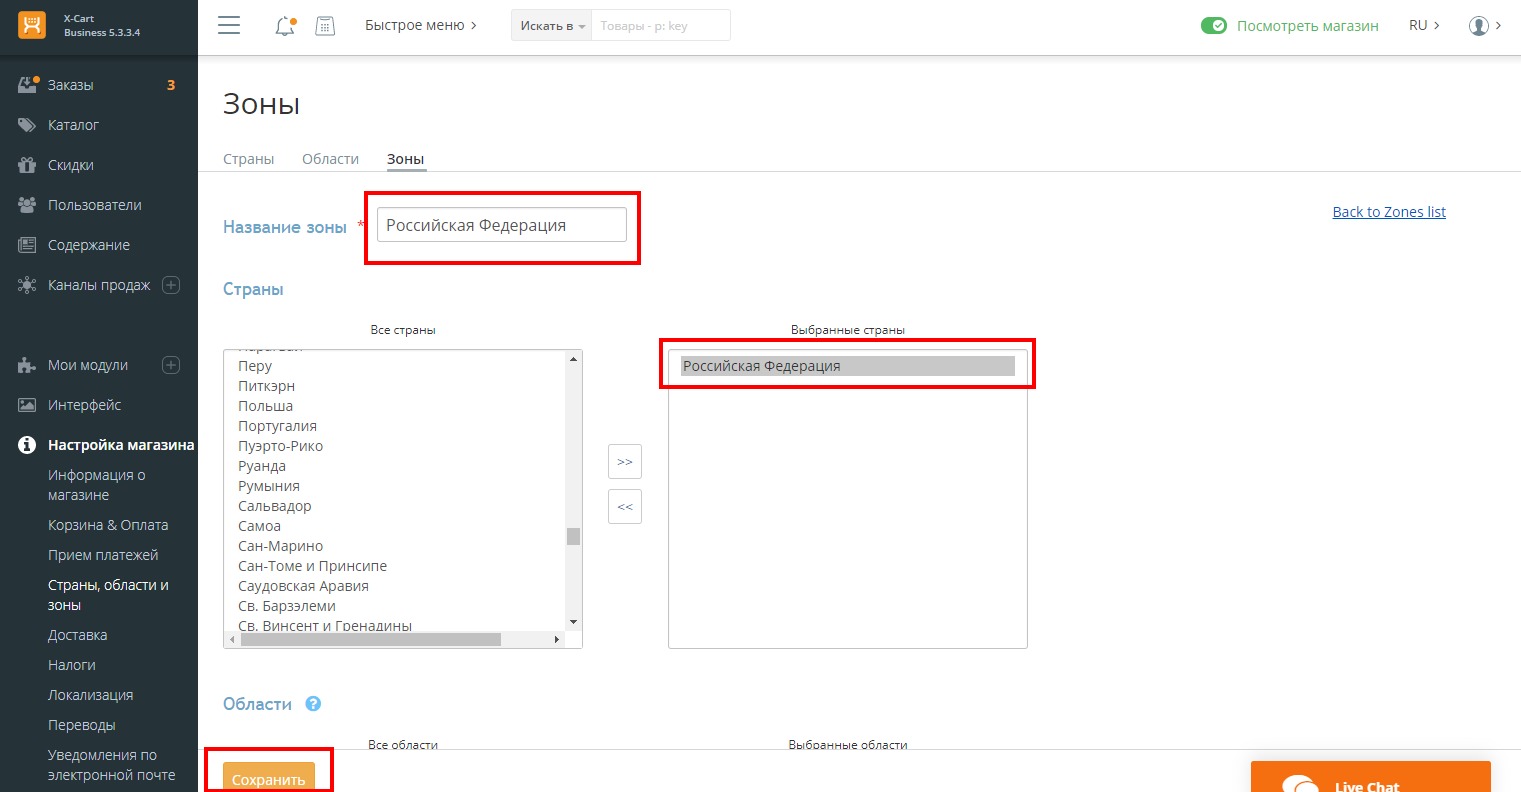 X-Cart
Business 5.3.3.4
Быстрое меню
Искать в
Товары - р: key
Посмотреть магазин
RU
Заказы 3
Каталог
Скидки
Пользователи
Содержание
Каналы продаж
Мои модули
Интерфейс
Настройка магазина
Информация о
магазине
Корзина & Оплата
Прием платежей
Страны, области и
зоны
Доставка
Налоги
Локализация
Переводы
Уведомления по
электронной почте
Зоны
Страны Области Зоны
Название зоны * Российская Федерация
Back to Zones list
Страны
Все страны
Парагвай
Перу
Питкэрн
Польша
Португалия
Пуэрто-Рико
Руанда
Румыния
Сальвадор
Самоа
Сан-Марино
Сан-Томе и Принсипе
Саудовская Аравия
Св. Барзэлеми
Св. Винсент и Гренадины
>>
<<
Выбранные страны
Российская Федерация
Области ?
Все области
Выбранные области
Сохранить
Live Chat